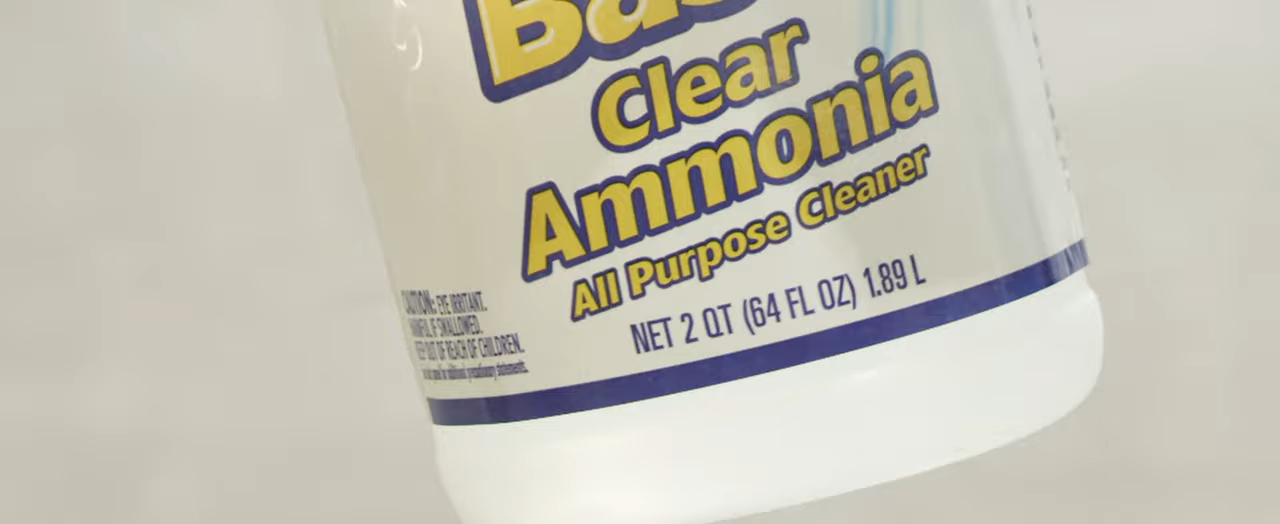 Clear
Ammonia
All Purpose Cleaner
NET 2 QT (64 FL OZ) 1.89 L
CAUTION: EYE IRRITANT.
HARMFUL IF SWALLOWED.
KEEP OUT OF REACH OF CHILDREN.